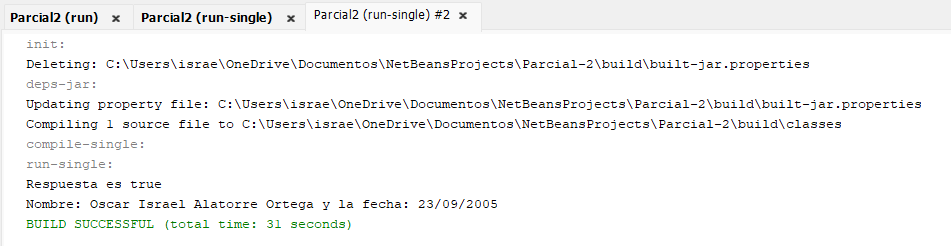 Parcial2 (run) × Parcial2 (run-single) × Parcial2 (run-single) #2 ×
init:
Deleting: C:\Users\israe\OneDrive\Documentos\NetBeansProjects\Parcial-2\build\built-jar.properties
deps-jar:
Updating property file: C:\Users\israe\OneDrive\Documentos\NetBeansProjects\Parcial-2\build\built-jar.properties
Compiling 1 source file to C:\Users\israe\OneDrive\Documentos\NetBeansProjects\Parcial-2\build\classes
compile-single:
run-single:
Respuesta es true
Nombre: Oscar Israel Alatorre Ortega y la fecha: 23/09/2005
BUILD SUCCESSFUL (total time: 31 seconds)